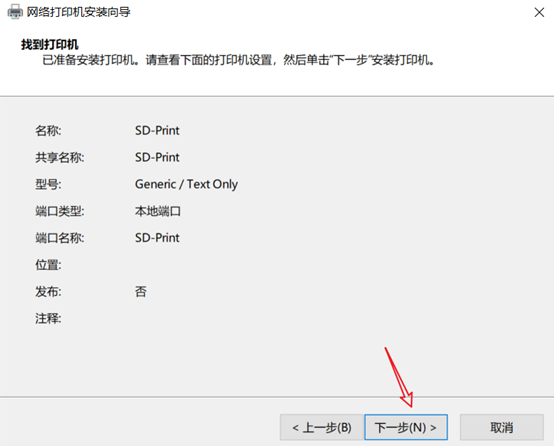 网络打印机安装向导
找到打印机
已准备安装打印机。请查看下面的打印机设置，然后单击"下一步"安装打印机。
名称: SD-Print
共享名称: SD-Print
型号: Generic / Text Only
端口类型: 本地端口
端口名称: SD-Print
位置:
发布: 否
注释:
< 上一步(B) 下一步(N) > 取消